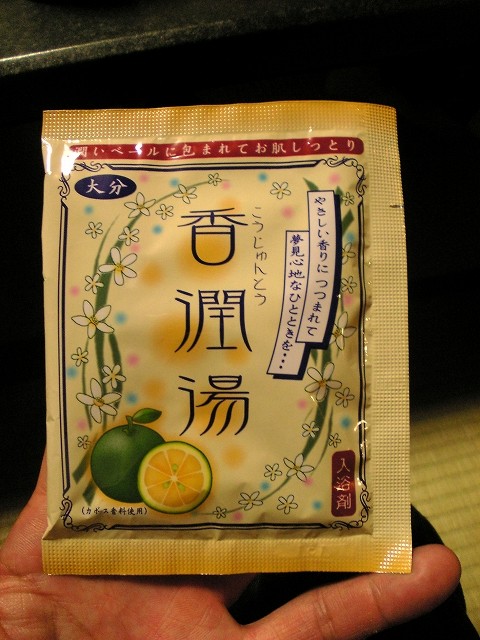 潤いベールに包まれてお肌しっとり
大分
香潤湯
こうじゅんとう
やさしい香りにつつまれて
夢見心地なひとときを・・・
入浴剤
(カボス香料使用)